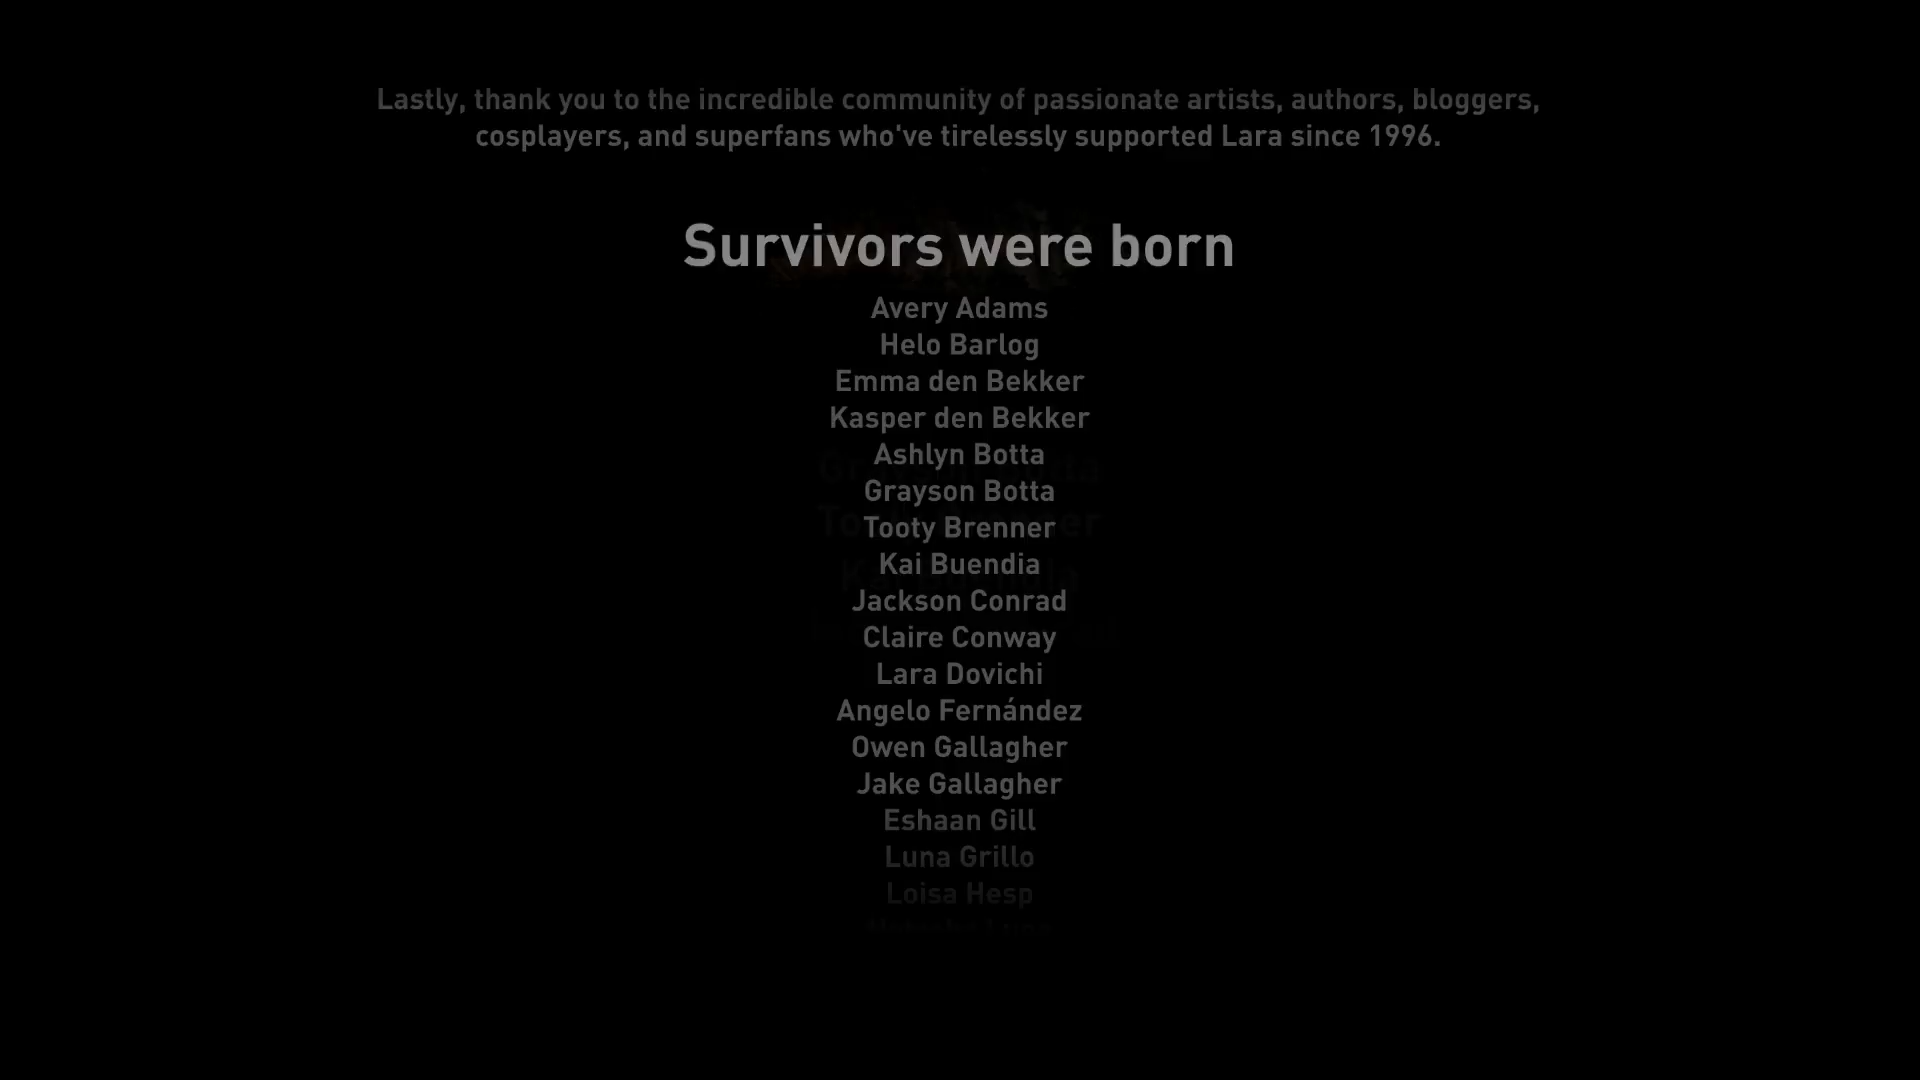 Lastly, thank you to the incredible community of passionate artists, authors, bloggers,
cosplayers, and superfans who've tirelessly supported Lara since 1996.
Survivors were born
Avery Adams
Helo Barlog
Emma den Bekker
Kasper den Bekker
Ashlyn Botta
Grayson Botta
Tooty Brenner
Kai Buendia
Jackson Conrad
Claire Conway
Lara Dovichi
Angelo Fernández
Owen Gallagher
Jake Gallagher
Eshaan Gill
Luna Grillo
Loisa Hesp